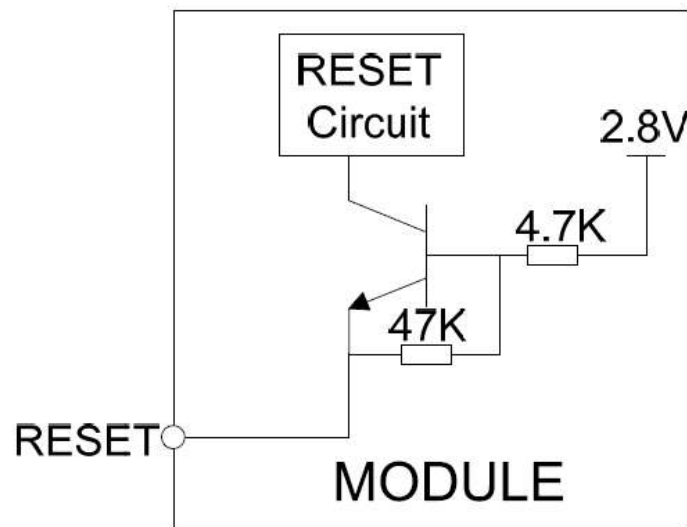 RESET
Circuit
2.8V
4.7K
47K
RESET
MODULE